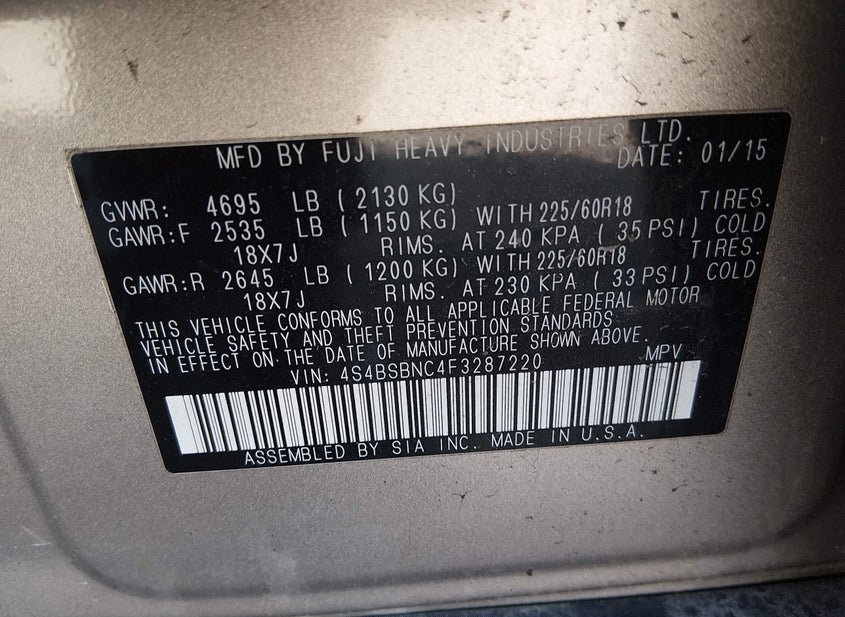 MFD BY FUJI HEAVY INDUSTRIES LTD.
DATE: 01/15
GVWR: 4695 LB ( 2130 KG)
GAWR:F 2535 LB ( 1150 KG) WITH 225/60R18 TIRES.
18X7J RIMS. AT 240 KPA ( 35 PSI) COLD
GAWR:R 2645 LB ( 1200 KG) WITH 225/60R18 TIRES.
18X7J RIMS. AT 230 KPA ( 33 PSI) COLD
THIS VEHICLE CONFORMS TO ALL APPLICABLE FEDERAL MOTOR
VEHICLE SAFETY AND THEFT PREVENTION STANDARDS
IN EFFECT ON THE DATE OF MANUFACTURE SHOWN ABOVE.
VIN: 4S4BSBNC4F3287220 MPV
ASSEMBLED BY SIA INC. MADE IN U.S.A.